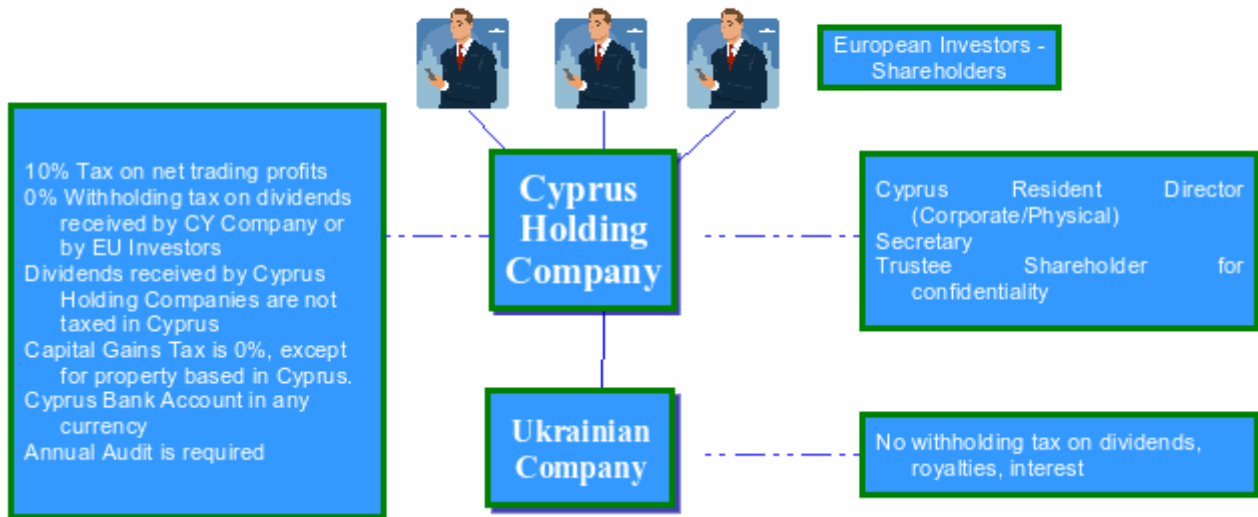 European Investors -
Shareholders
10% Tax on net trading profits
0% Withholding tax on dividends
received by CY Company or
by EU Investors
Dividends received by Cyprus
Holding Companies are not
taxed in Cyprus
Capital Gains Tax is 0%, except
for property based in Cyprus.
Cyprus Bank Account in any
currency
Annual Audit is required
Cyprus
Holding
Company
Cyprus Resident Director
(Corporate/Physical)
Secretary
Trustee Shareholder for
confidentiality
Ukrainian
Company
No withholding tax on dividends,
royalties, interest